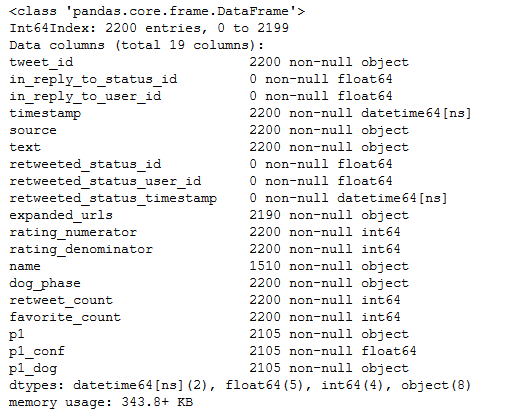 <class 'pandas.core.frame.DataFrame'>
Int64Index: 2200 entries, 0 to 2199
Data columns (total 19 columns):
tweet_id                      2200 non-null object
in_reply_to_status_id         0 non-null float64
in_reply_to_user_id           0 non-null float64
timestamp                     2200 non-null datetime64[ns]
source                        2200 non-null object
text                          2200 non-null object
retweeted_status_id           0 non-null float64
retweeted_status_user_id      0 non-null float64
retweeted_status_timestamp    0 non-null datetime64[ns]
expanded_urls                 2190 non-null object
rating_numerator              2200 non-null int64
rating_denominator            2200 non-null int64
name                          1510 non-null object
dog_phase                     2200 non-null object
retweet_count                 2200 non-null int64
favorite_count                2200 non-null int64
p1                            2105 non-null object
p1_conf                       2105 non-null float64
p1_dog                        2105 non-null object
dtypes: datetime64[ns](2), float64(5), int64(4), object(8)
memory usage: 343.8+ KB